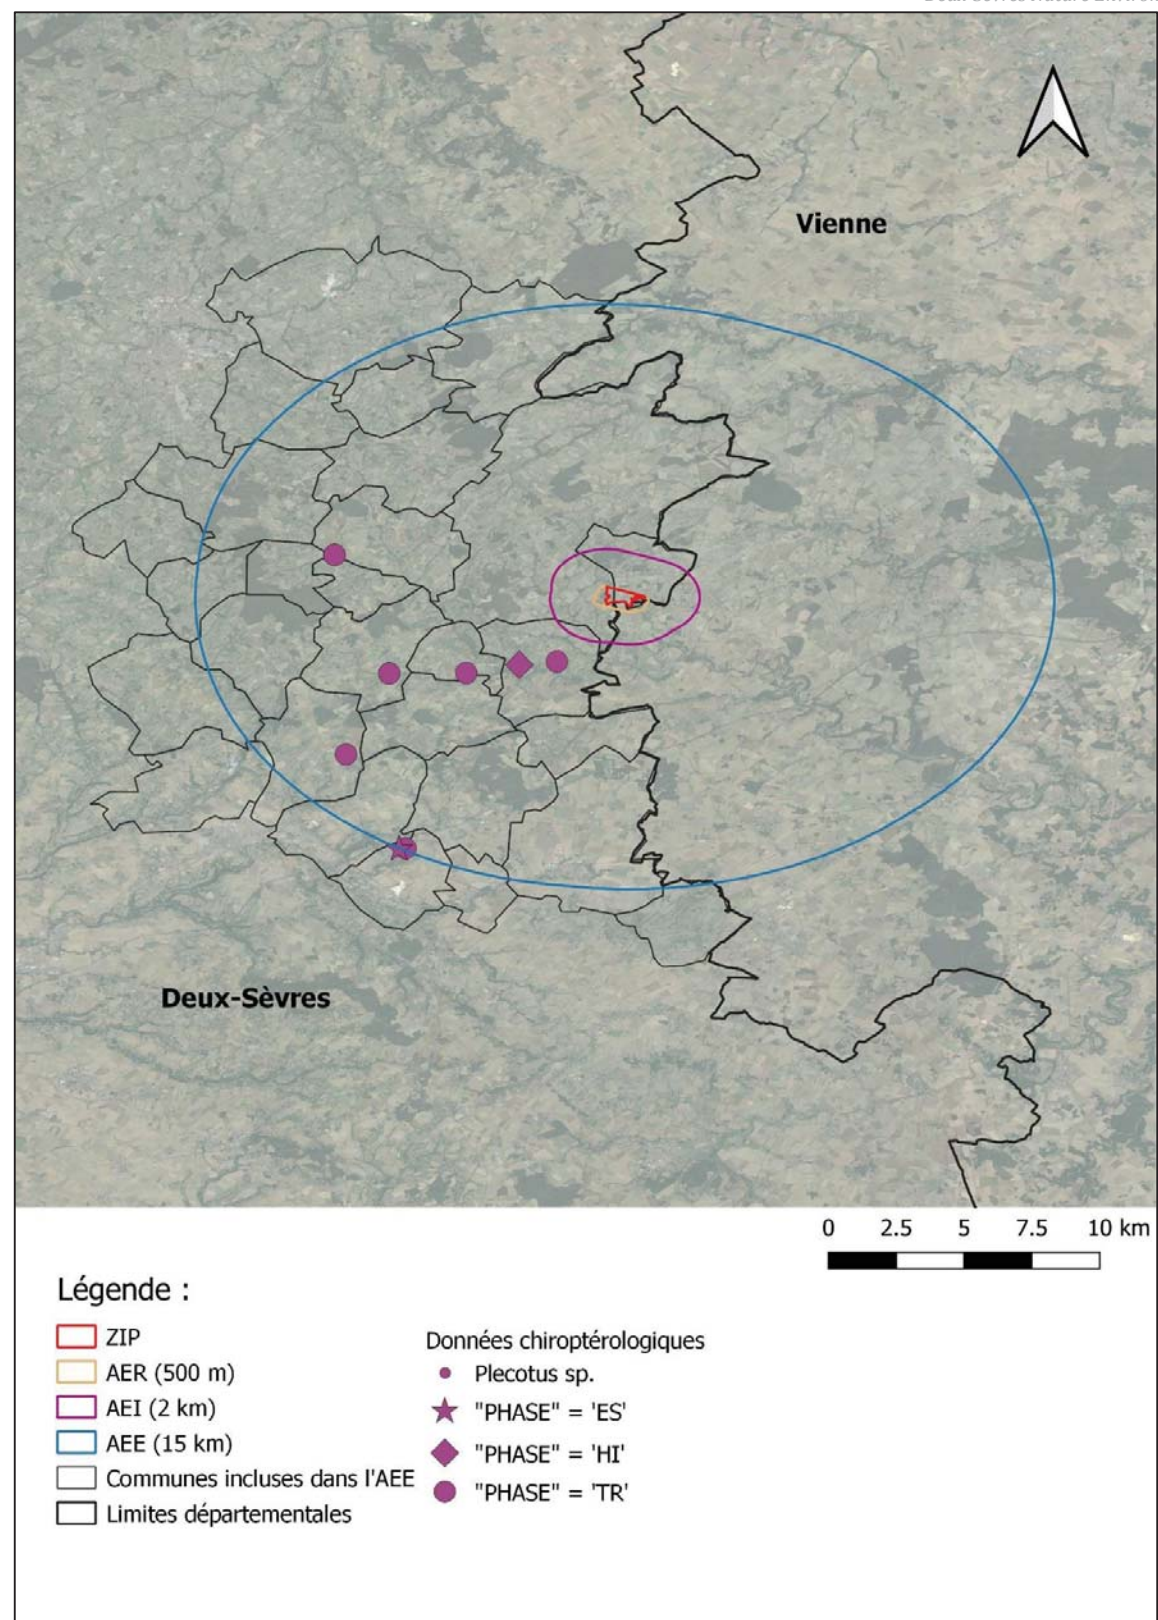 Vienne
Deux-Sèvres
0 2.5 5 7.5 10 km
Légende :
ZIP
AER (500 m)
AEI (2 km)
AEE (15 km)
Communes incluses dans l'AEE
Limites départementales
Données chiroptérologiques
Plecotus sp.
"PHASE" = 'ES'
"PHASE" = 'HI'
"PHASE" = 'TR'